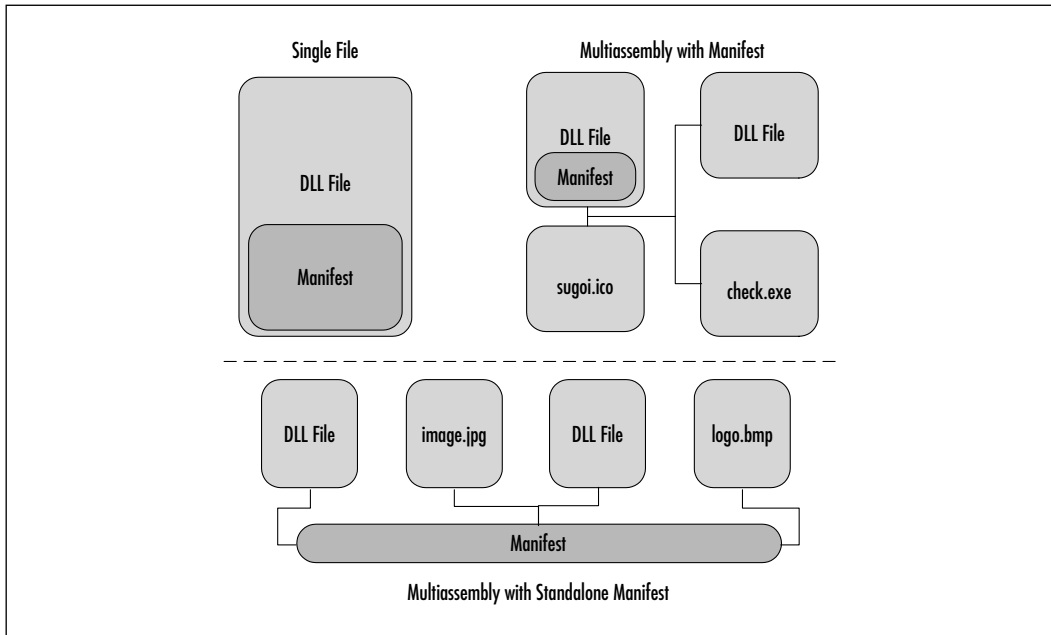 Single File
DLL File
Manifest
Multiassembly with Manifest
DLL File
Manifest
DLL File
sugoi.ico
check.exe
DLL File
image.jpg
DLL File
logo.bmp
Manifest
Multiassembly with Standalone Manifest